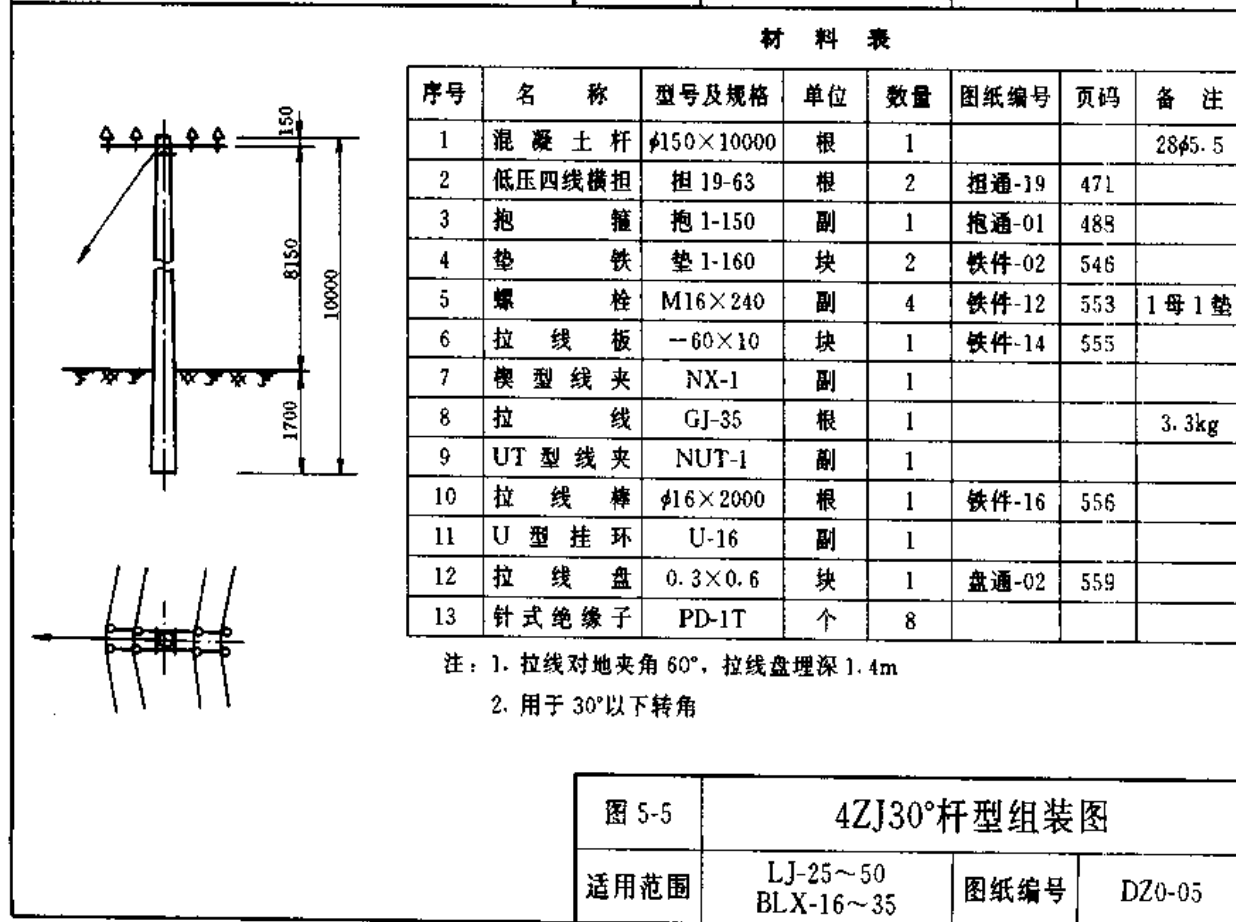 材 料 表
序号 名 称 型号及规格 单位 数量 图纸编号 页码 备 注
1 混凝土杆 φ150×10000 根 1 28φ5.5
2 低压四线横担 担19-63 根 2 担通-19 471
3 抱箍 抱1-150 副 1 抱通-01 488
4 垫铁 垫1-160 块 2 铁件-02 546
5 螺栓 M16×240 副 4 铁件-12 553 1母1垫
6 拉线板 -60×10 块 1 铁件-14 555
7 楔型线夹 NX-1 副 1
8 拉线 GJ-35 根 1 3.3kg
9 UT型线夹 NUT-1 副 1
10 拉线棒 φ16×2000 根 1 铁件-16 556
11 U型挂环 U-16 副 1
12 拉线盘 0.3×0.6 块 1 盘通-02 559
13 针式绝缘子 PD-1T 个 8
150
8150
10000
1700
注：1. 拉线对地夹角60°，拉线盘埋深1.4m
2. 用于30°以下转角
图 5-5 4ZJ30°杆型组装图
适用范围 LJ-25～50
BLX-16～35
图纸编号 DZ0-05